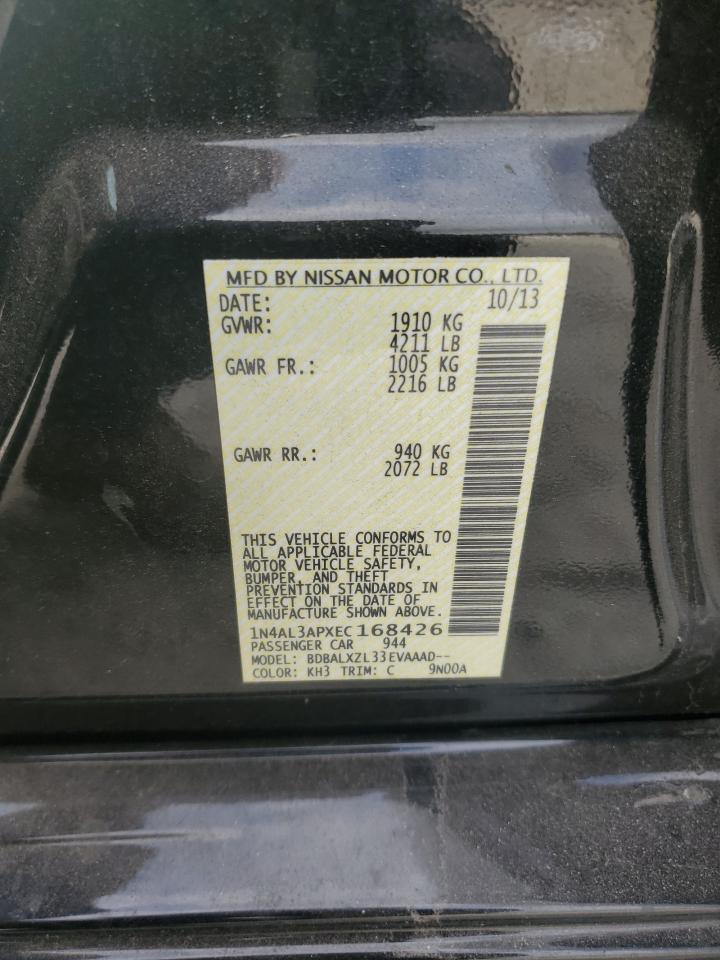 MFD BY NISSAN MOTOR CO., LTD.
DATE: 10/13
GVWR: 1910 KG
4211 LB
GAWR FR.: 1005 KG
2216 LB
GAWR RR.: 940 KG
2072 LB
THIS VEHICLE CONFORMS TO
ALL APPLICABLE FEDERAL
MOTOR VEHICLE SAFETY,
BUMPER, AND THEFT
PREVENTION STANDARDS IN
EFFECT ON THE DATE OF
MANUFACTURE SHOWN ABOVE.
1N4AL3APXEC168426
PASSENGER CAR 944
MODEL: BDBALXZL33EVAAAD--
COLOR: KH3 TRIM: C 9N00A